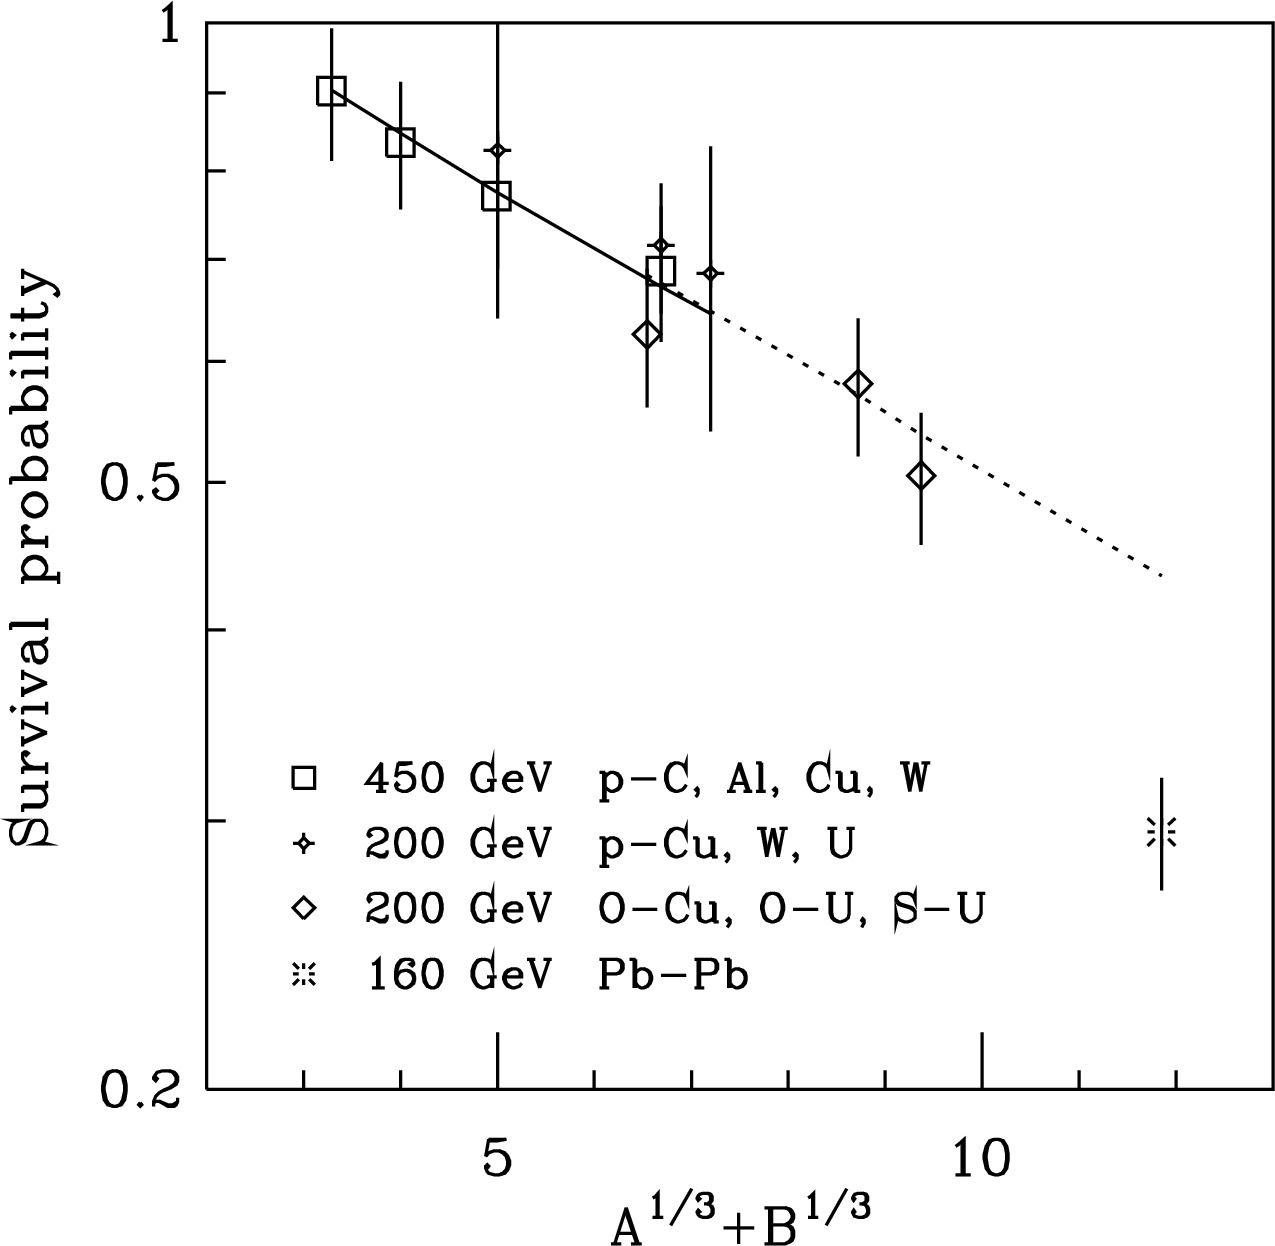 1
0.5
0.2
Survival probability
450 GeV p-C, Al, Cu, W
200 GeV p-Cu, W, U
200 GeV O-Cu, O-U, S-U
160 GeV Pb-Pb
5 10
A^1/3+B^1/3